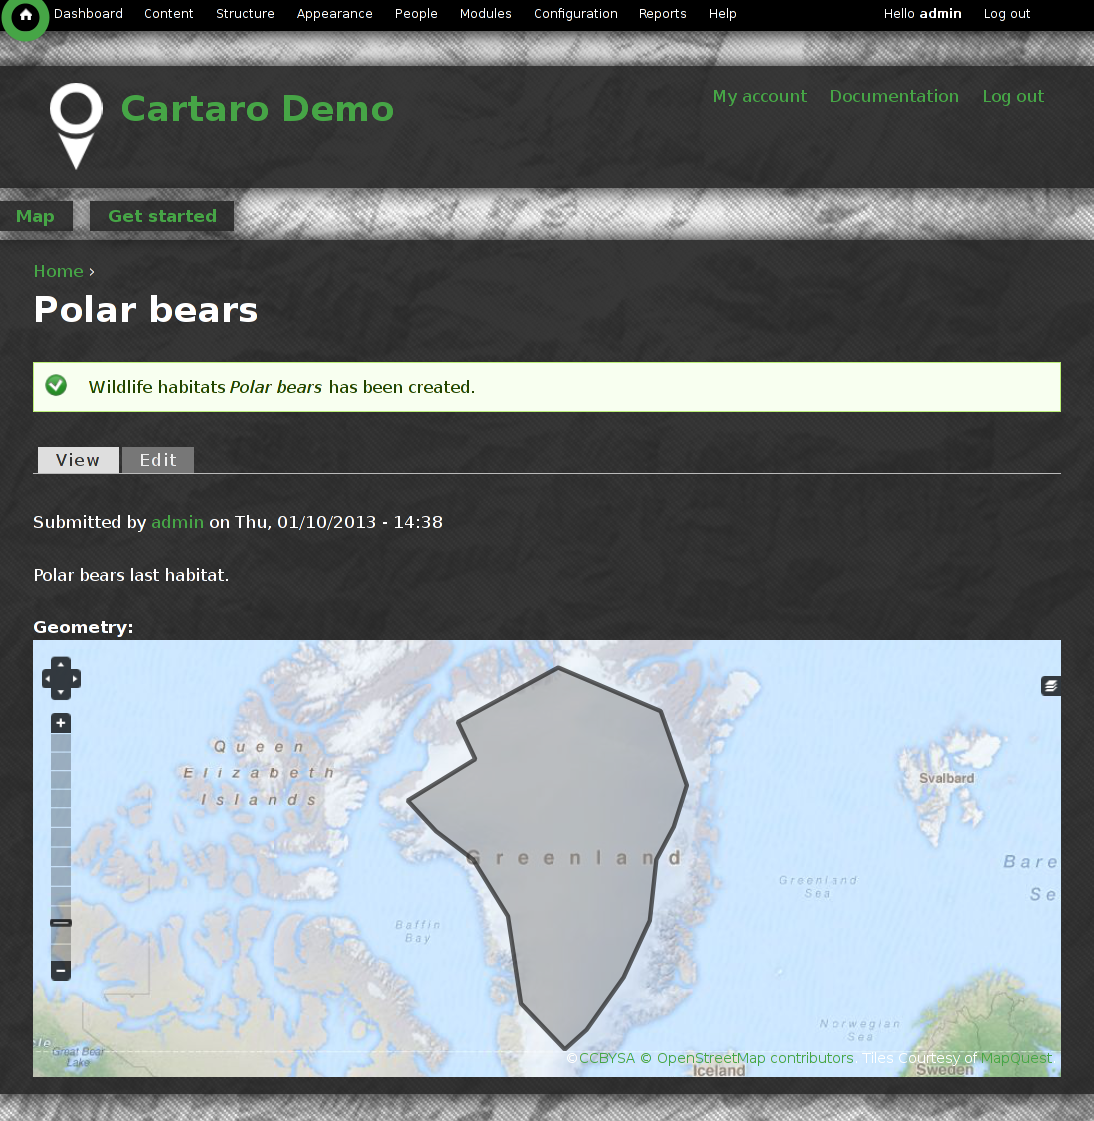 Dashboard Content Structure Appearance People Modules Configuration Reports Help Hello admin Log out
Cartaro Demo
My account Documentation Log out
Map Get started
Home ›
Polar bears
Wildlife habitats Polar bears has been created.
View Edit
Submitted by admin on Thu, 01/10/2013 - 14:38
Polar bears last habitat.
Geometry:
+
Queen
Elizabeth
Islands
Svalbard
Greenland
Bare
Se
Greenland
Sea
Baffin
Bay
Norwegian
Sea
cle
Great Bear
Lake
©CCBYSA © OpenStreetMap contributors. Tiles Courtesy of MapQuest
Iceland
Sweden
−